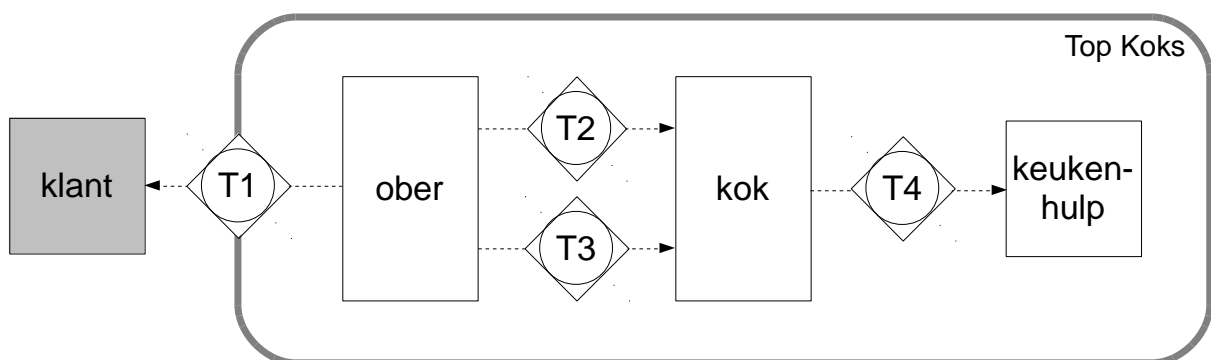 Top Koks
klant
T1
ober
T2
T3
kok
T4
keuken-
hulp